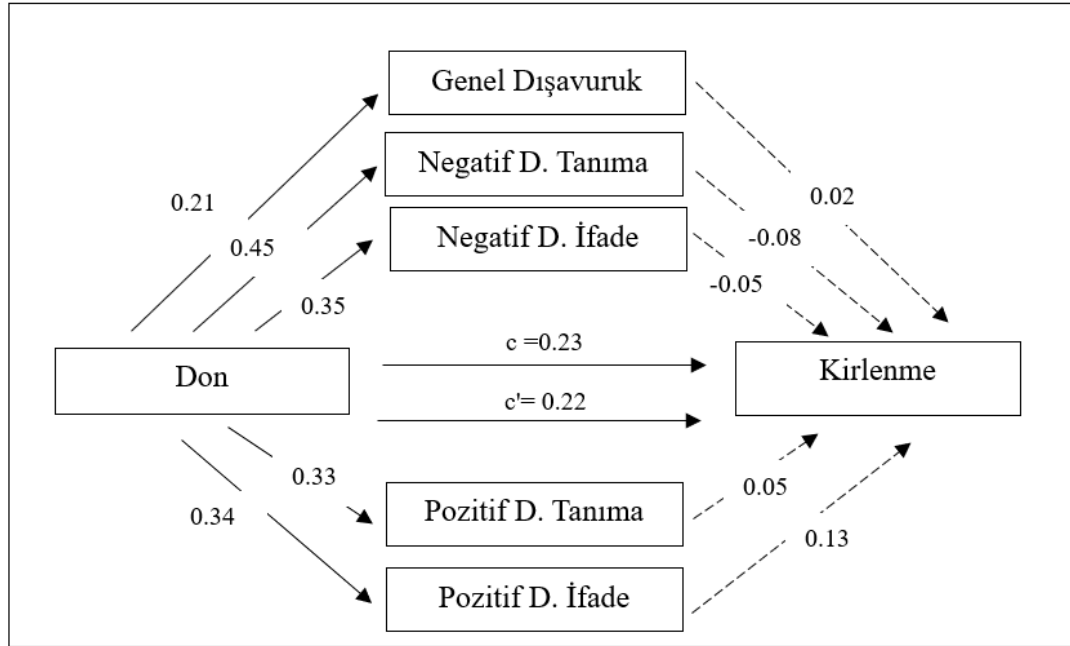 Genel Dışavuruk
Negatif D. Tanıma
0.21
0.02
Negatif D. İfade
0.45
-0.08
-0.05
0.35
c =0.23
Don
Kirlenme
c'= 0.22
0.33
0.05
Pozitif D. Tanıma
0.34
0.13
Pozitif D. İfade